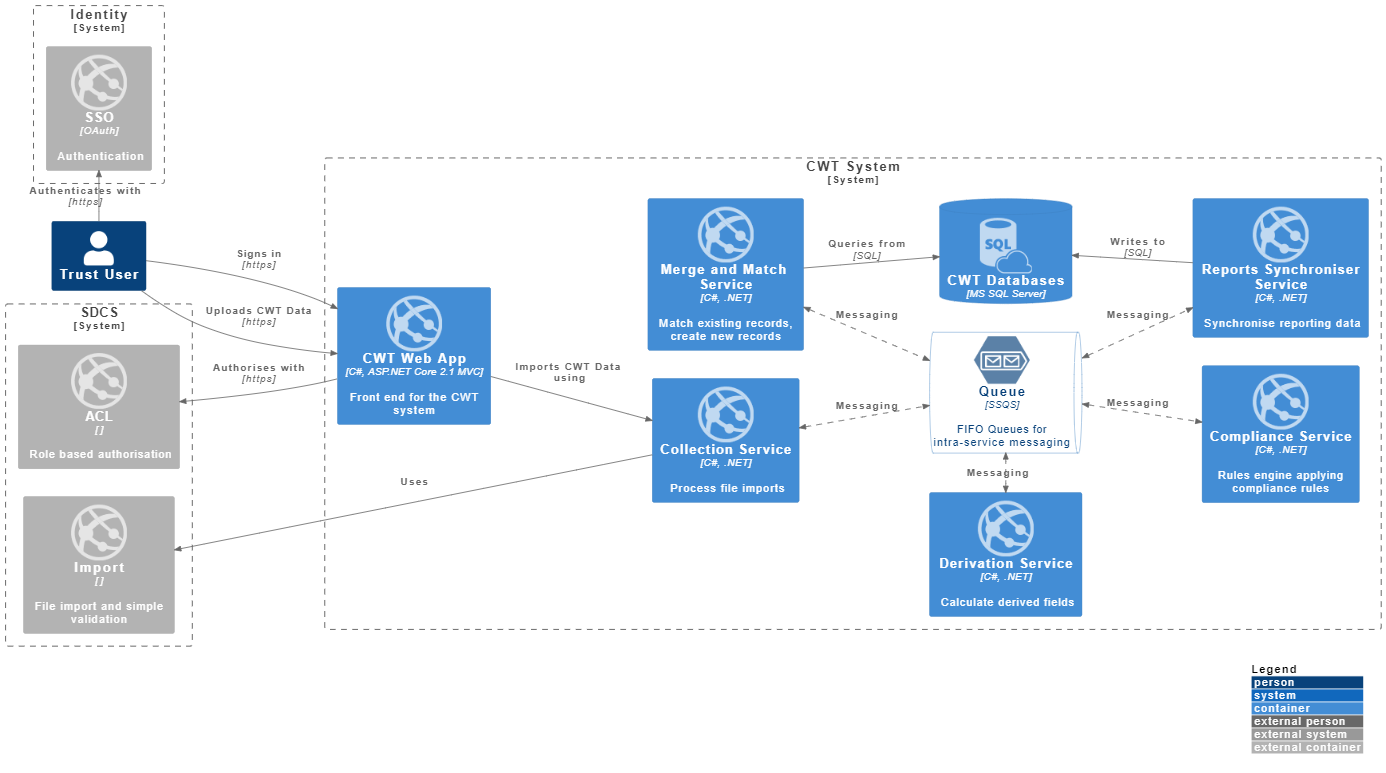 Identity
[System]
SSO
[OAuth]
Authentication
Authenticates with
[https]
Trust User
Signs in
[https]
Uploads CWT Data
[https]
Authorises with
[https]
SDCS
[System]
ACL
[]
Role based authorisation
Import
[]
File import and simple
validation
Uses
CWT System
[System]
CWT Web App
[C#, ASP.NET Core 2.1 MVC]
Front end for the CWT
system
Imports CWT Data
using
Merge and Match
Service
[C#, .NET]
Match existing records,
create new records
Collection Service
[C#, .NET]
Process file imports
Queries from
[SQL]
Messaging
Messaging
SQL
CWT Databases
[MS SQL Server]
Queue
[SSQS]
FIFO Queues for
intra-service messaging
Messaging
Derivation Service
[C#, .NET]
Calculate derived fields
Writes to
[SQL]
Messaging
Messaging
Reports Synchroniser
Service
[C#, .NET]
Synchronise reporting data
Compliance Service
[C#, .NET]
Rules engine applying
compliance rules
Legend
person
system
container
external person
external system
external container